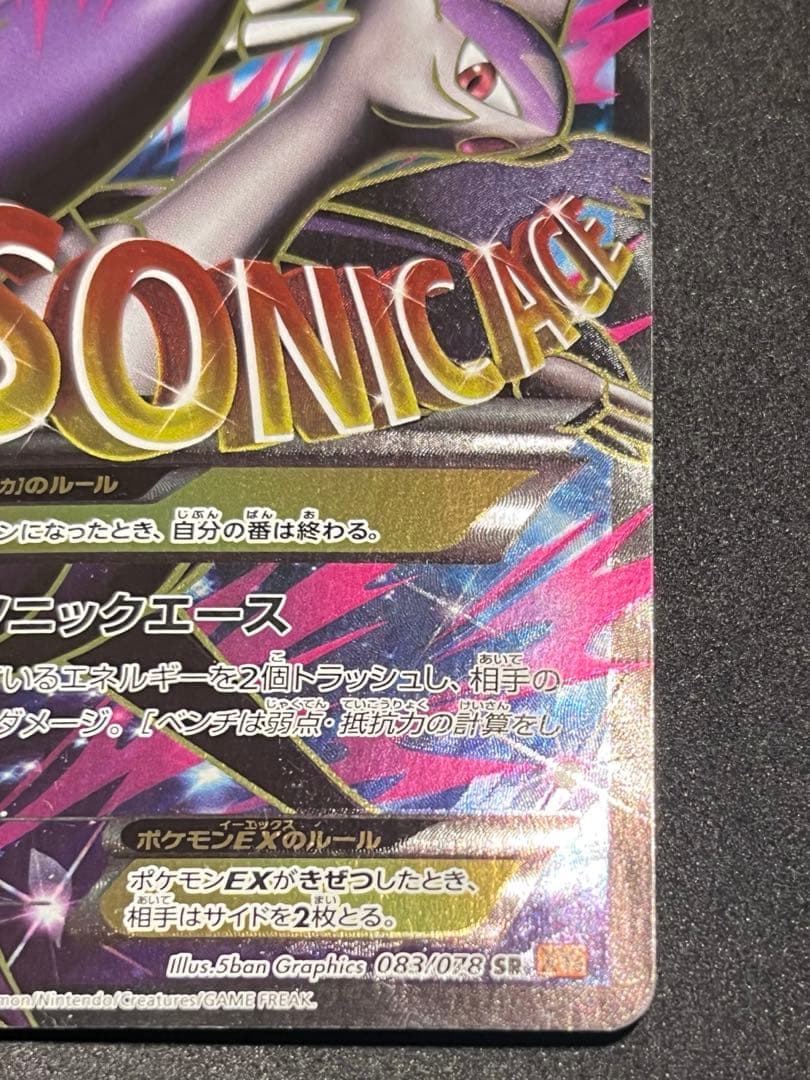 SONIC ACE
カ]のルール
ンになったとき、自分の番は終わる。
ソニックエース
ているエネルギーを2個トラッシュし、相手の
ダメージ。[ベンチは弱点・抵抗力の計算をし
ポケモンEXのルール
ポケモンEXがきぜつしたとき、
相手はサイドを2枚とる。
Illus.5ban Graphics 083/078 SR
mon/Nintendo/Creatures/GAME FREAK.